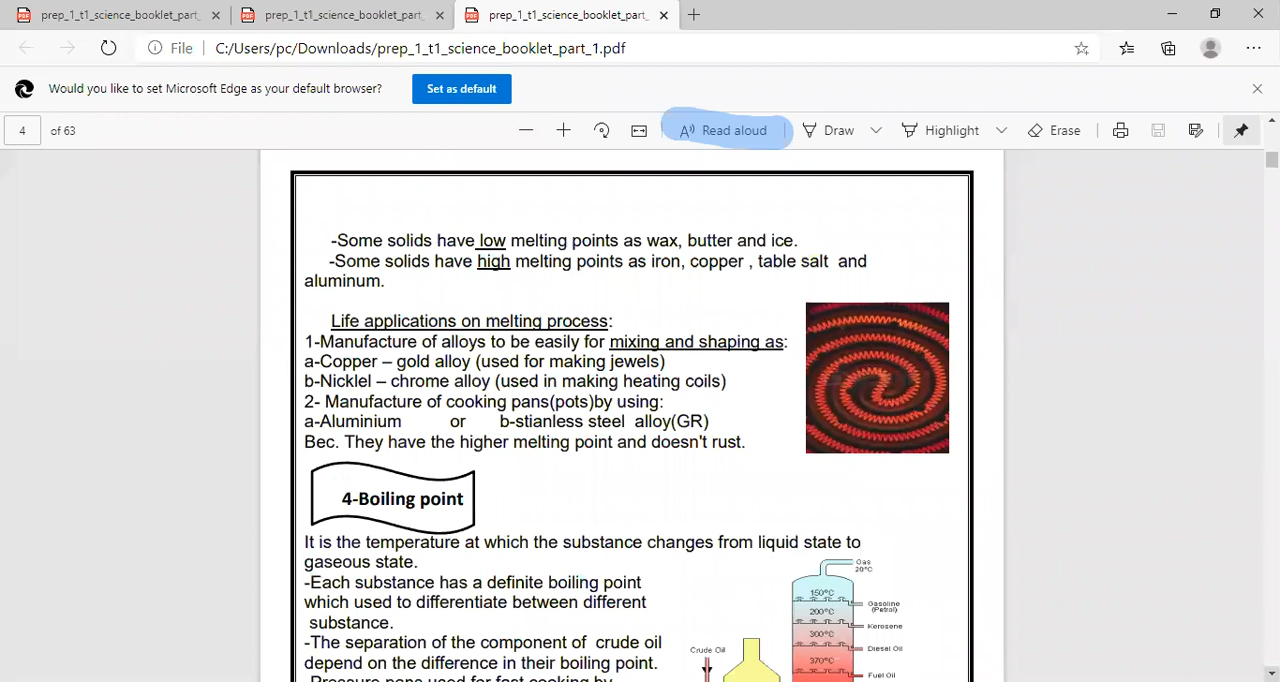 prep_1_t1_science_booklet_part_
prep_1_t1_science_booklet_part_
prep_1_t1_science_booklet_part_
File C:/Users/pc/Downloads/prep_1_t1_science_booklet_part_1.pdf
Would you like to set Microsoft Edge as your default browser? Set as default
4 of 63 Read aloud Draw Highlight Erase
-Some solids have low melting points as wax, butter and ice.
-Some solids have high melting points as iron, copper , table salt and
aluminum.
Life applications on melting process:
1-Manufacture of alloys to be easily for mixing and shaping as:
a-Copper – gold alloy (used for making jewels)
b-Nicklel – chrome alloy (used in making heating coils)
2- Manufacture of cooking pans(pots)by using:
a-Aluminium or b-stianless steel alloy(GR)
Bec. They have the higher melting point and doesn't rust.
4-Boiling point
It is the temperature at which the substance changes from liquid state to
gaseous state.
-Each substance has a definite boiling point
which used to differentiate between different
substance.
-The separation of the component of crude oil
depend on the difference in their boiling point.
-Pressure pans used for fast cooking by
Gas
20°C
150°C
Gasoline
(Petrol)
200°C
Kerosene
300°C
Diesel Oil
370°C
Fuel Oil
Crude Oil